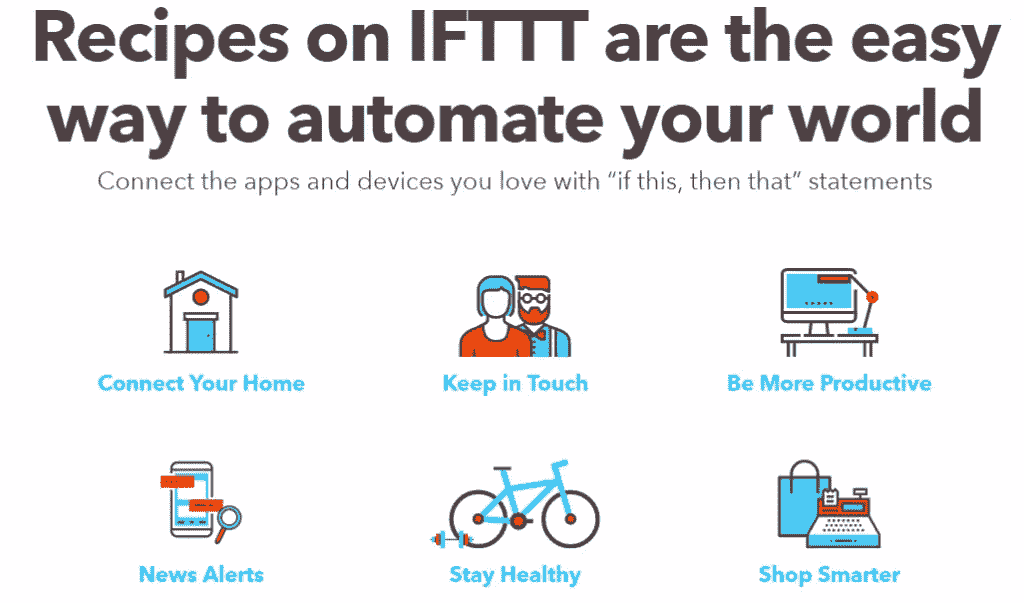 Recipes on IFTTT are the easy
way to automate your world
Connect the apps and devices you love with “if this, then that” statements
Connect Your Home
Keep in Touch
Be More Productive
News Alerts
Stay Healthy
Shop Smarter